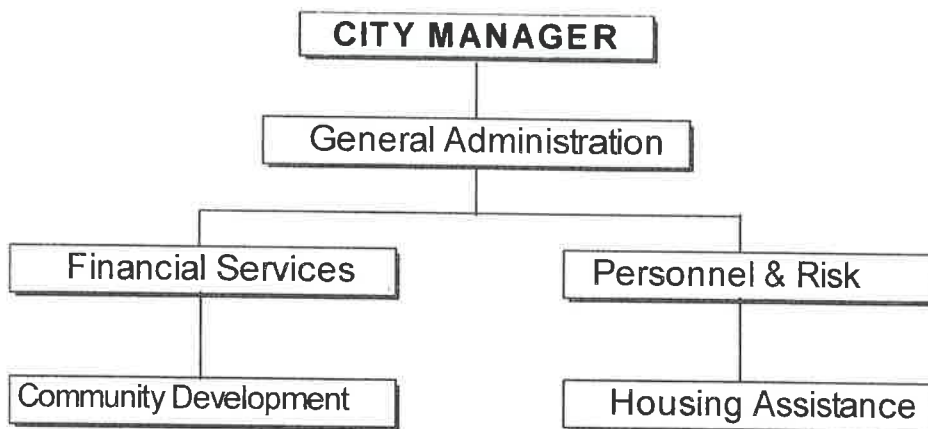 CITY MANAGER
General Administration
Financial Services
Personnel & Risk
Community Development
Housing Assistance